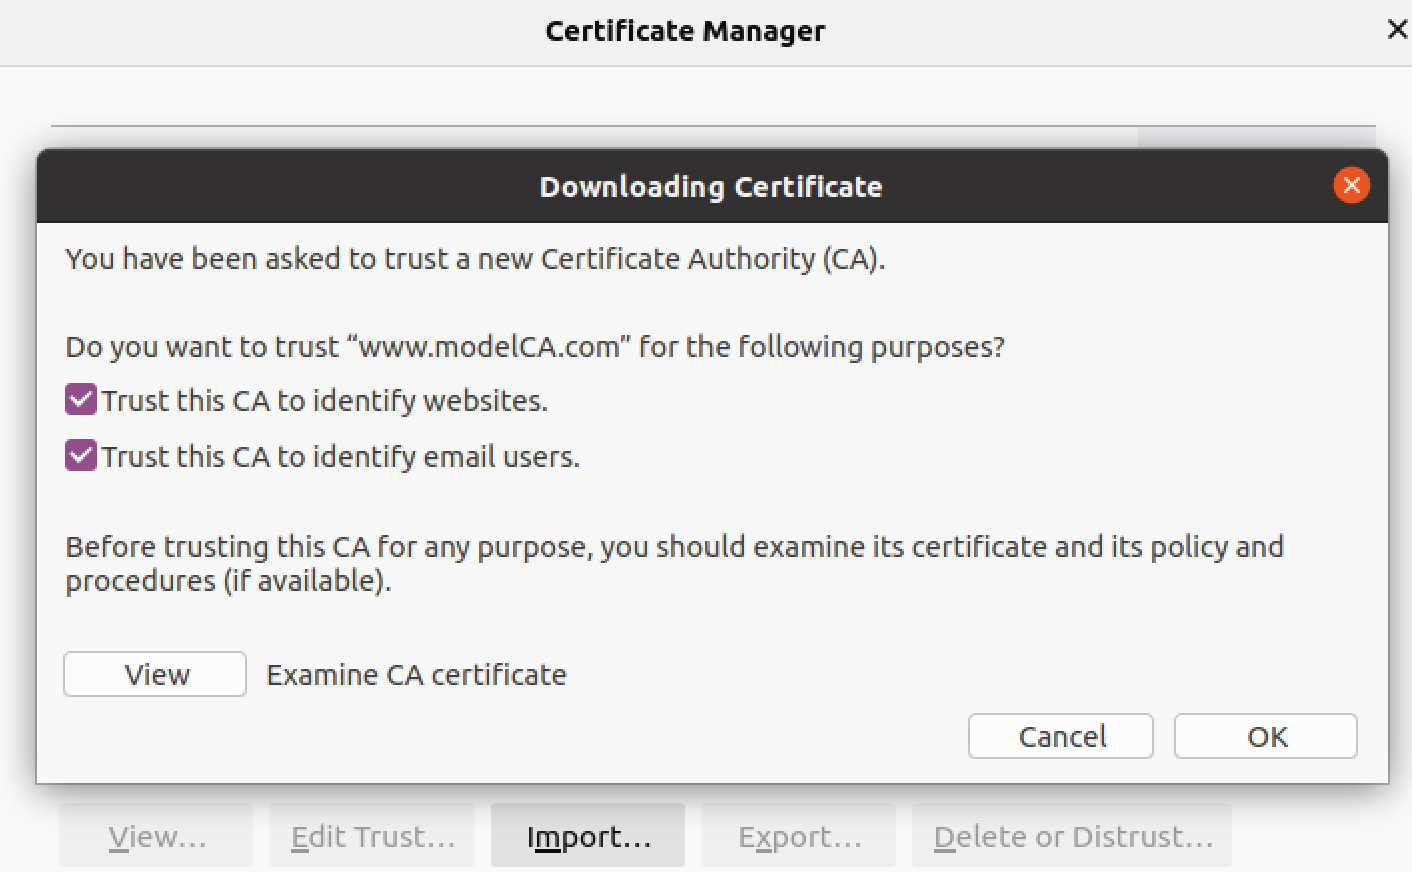 Certificate Manager
Downloading Certificate
You have been asked to trust a new Certificate Authority (CA).
Do you want to trust “www.modelCA.com” for the following purposes?
Trust this CA to identify websites.
Trust this CA to identify email users.
Before trusting this CA for any purpose, you should examine its certificate and its policy and
procedures (if available).
View Examine CA certificate
Cancel OK
View… Edit Trust… Import… Export… Delete or Distrust…